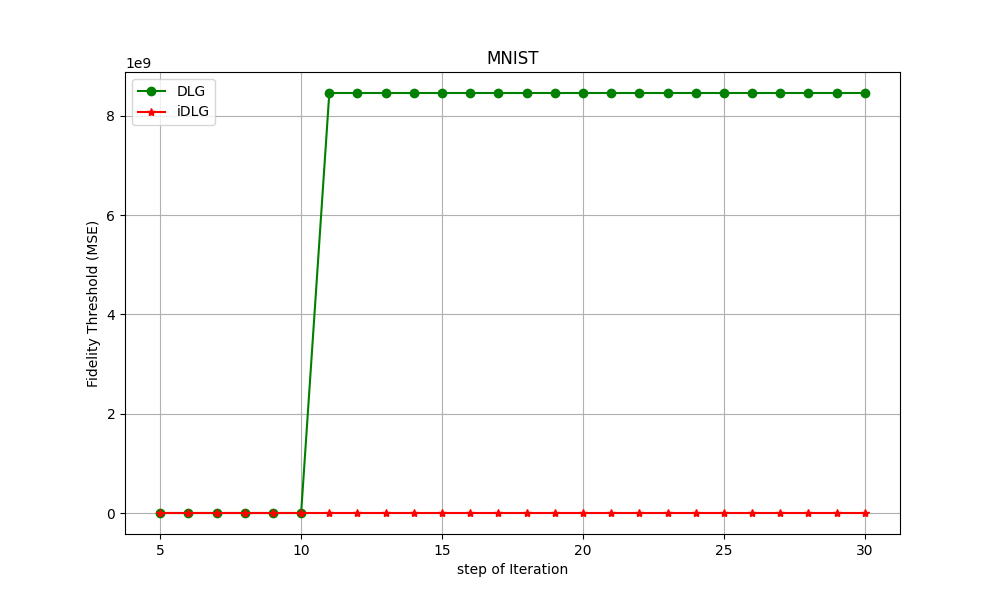 MNIST
1e9
DLG
iDLG
8
6
4
2
0
Fidelity Threshold (MSE)
5 10 15 20 25 30
step of Iteration